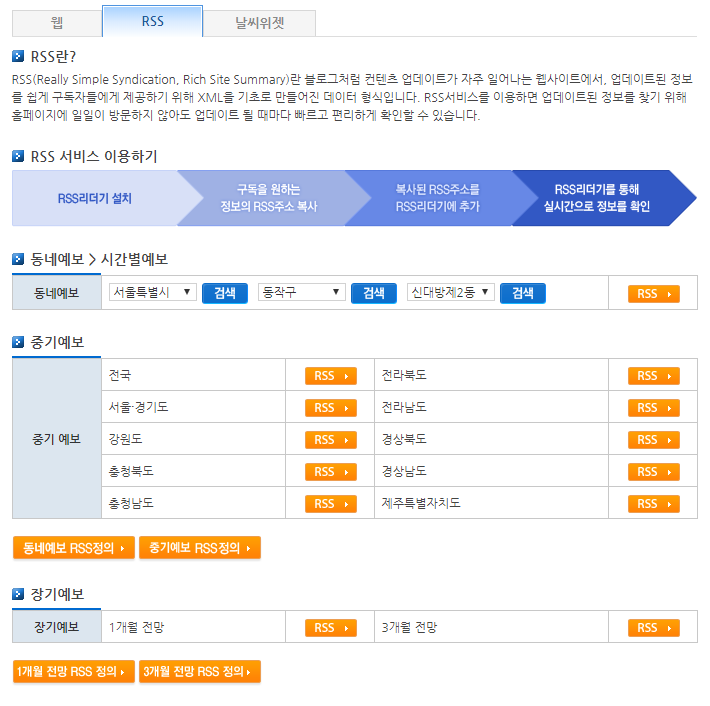 웹 RSS 날씨위젯
RSS란?
RSS(Really Simple Syndication, Rich Site Summary)란 블로그처럼 컨텐츠 업데이트가 자주 일어나는 웹사이트에서, 업데이트된 정보
를 쉽게 구독자들에게 제공하기 위해 XML을 기초로 만들어진 데이터 형식입니다. RSS서비스를 이용하면 업데이트된 정보를 찾기 위해
홈페이지에 일일이 방문하지 않아도 업데이트 될 때마다 빠르고 편리하게 확인할 수 있습니다.
RSS 서비스 이용하기
RSS리더기 설치
구독을 원하는
정보의 RSS주소 복사
복사된 RSS주소를
RSS리더기에 추가
RSS리더기를 통해
실시간으로 정보를 확인
동네예보 > 시간별예보
동네예보 서울특별시 검색 동작구 검색 신대방제2동 검색 RSS
중기예보
중기 예보
전국 RSS 전라북도 RSS
서울·경기도 RSS 전라남도 RSS
강원도 RSS 경상북도 RSS
충청북도 RSS 경상남도 RSS
충청남도 RSS 제주특별자치도 RSS
동네예보 RSS정의 중기예보 RSS정의
장기예보
장기예보 1개월 전망 RSS 3개월 전망 RSS
1개월 전망 RSS 정의 3개월 전망 RSS 정의